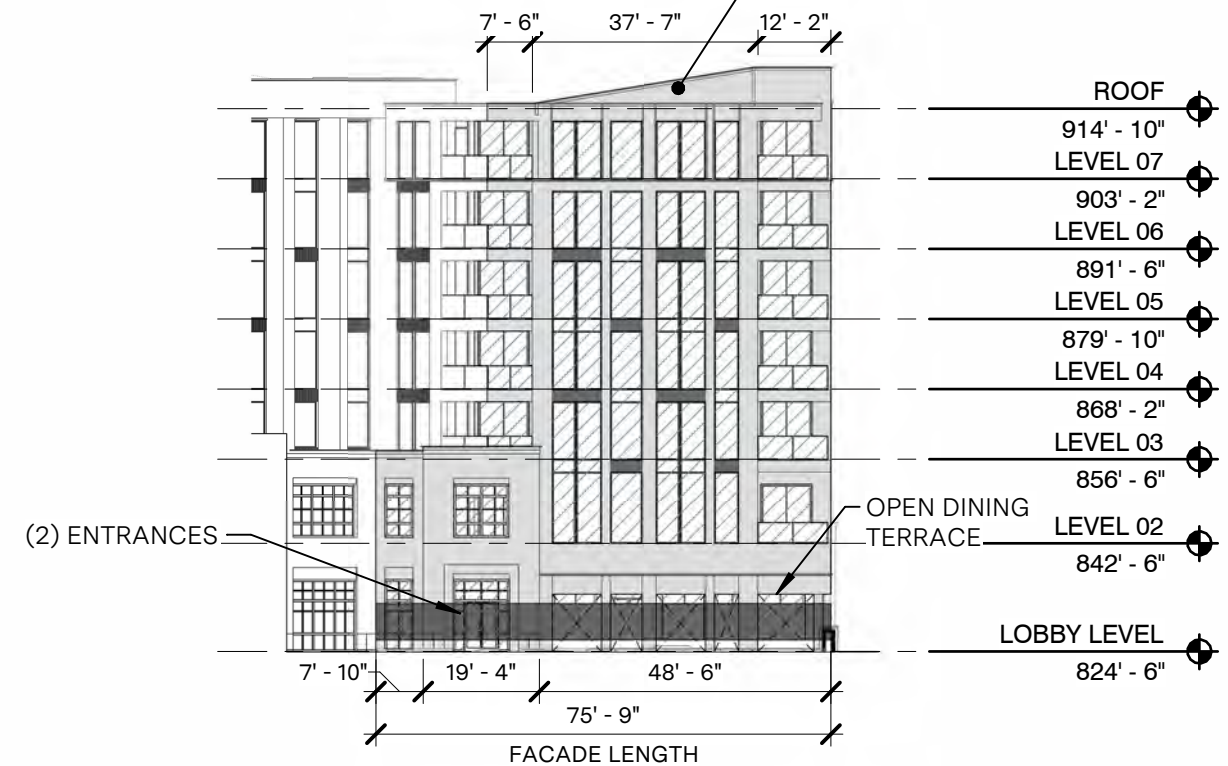 7' - 6"
37' - 7"
12' - 2"
ROOF
914' - 10"
LEVEL 07
903' - 2"
LEVEL 06
891' - 6"
LEVEL 05
879' - 10"
LEVEL 04
868' - 2"
LEVEL 03
856' - 6"
(2) ENTRANCES
OPEN DINING
TERRACE
LEVEL 02
842' - 6"
LOBBY LEVEL
824' - 6"
7' - 10"
19' - 4"
48' - 6"
75' - 9"
FACADE LENGTH